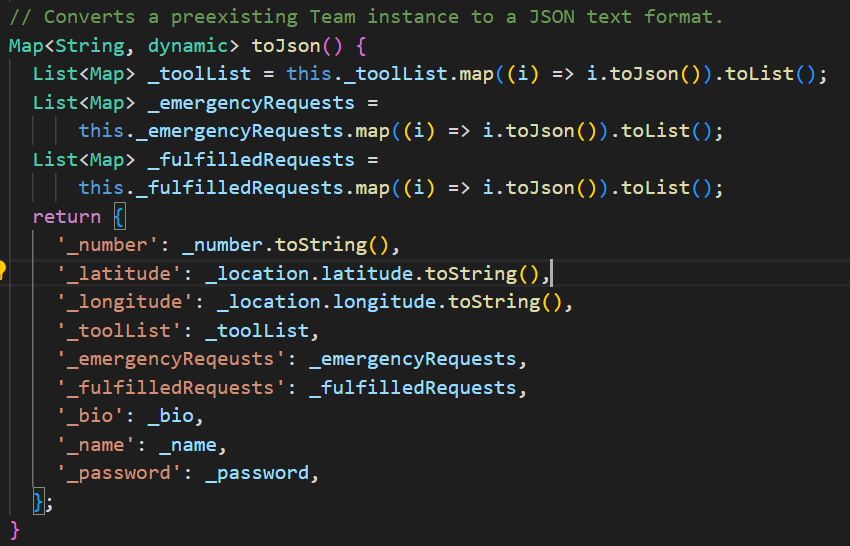 // Converts a preexisting Team instance to a JSON text format.
Map<String, dynamic> toJson() {
  List<Map> _toolList = this._toolList.map((i) => i.toJson()).toList();
  List<Map> _emergencyRequests =
      this._emergencyRequests.map((i) => i.toJson()).toList();
  List<Map> _fulfilledRequests =
      this._fulfilledRequests.map((i) => i.toJson()).toList();
  return {
    '_number': _number.toString(),
    '_latitude': _location.latitude.toString(),
    '_longitude': _location.longitude.toString(),
    '_toolList': _toolList,
    '_emergencyReqeusts': _emergencyRequests,
    '_fulfilledRequests': _fulfilledRequests,
    '_bio': _bio,
    '_name': _name,
    '_password': _password,
  };
}